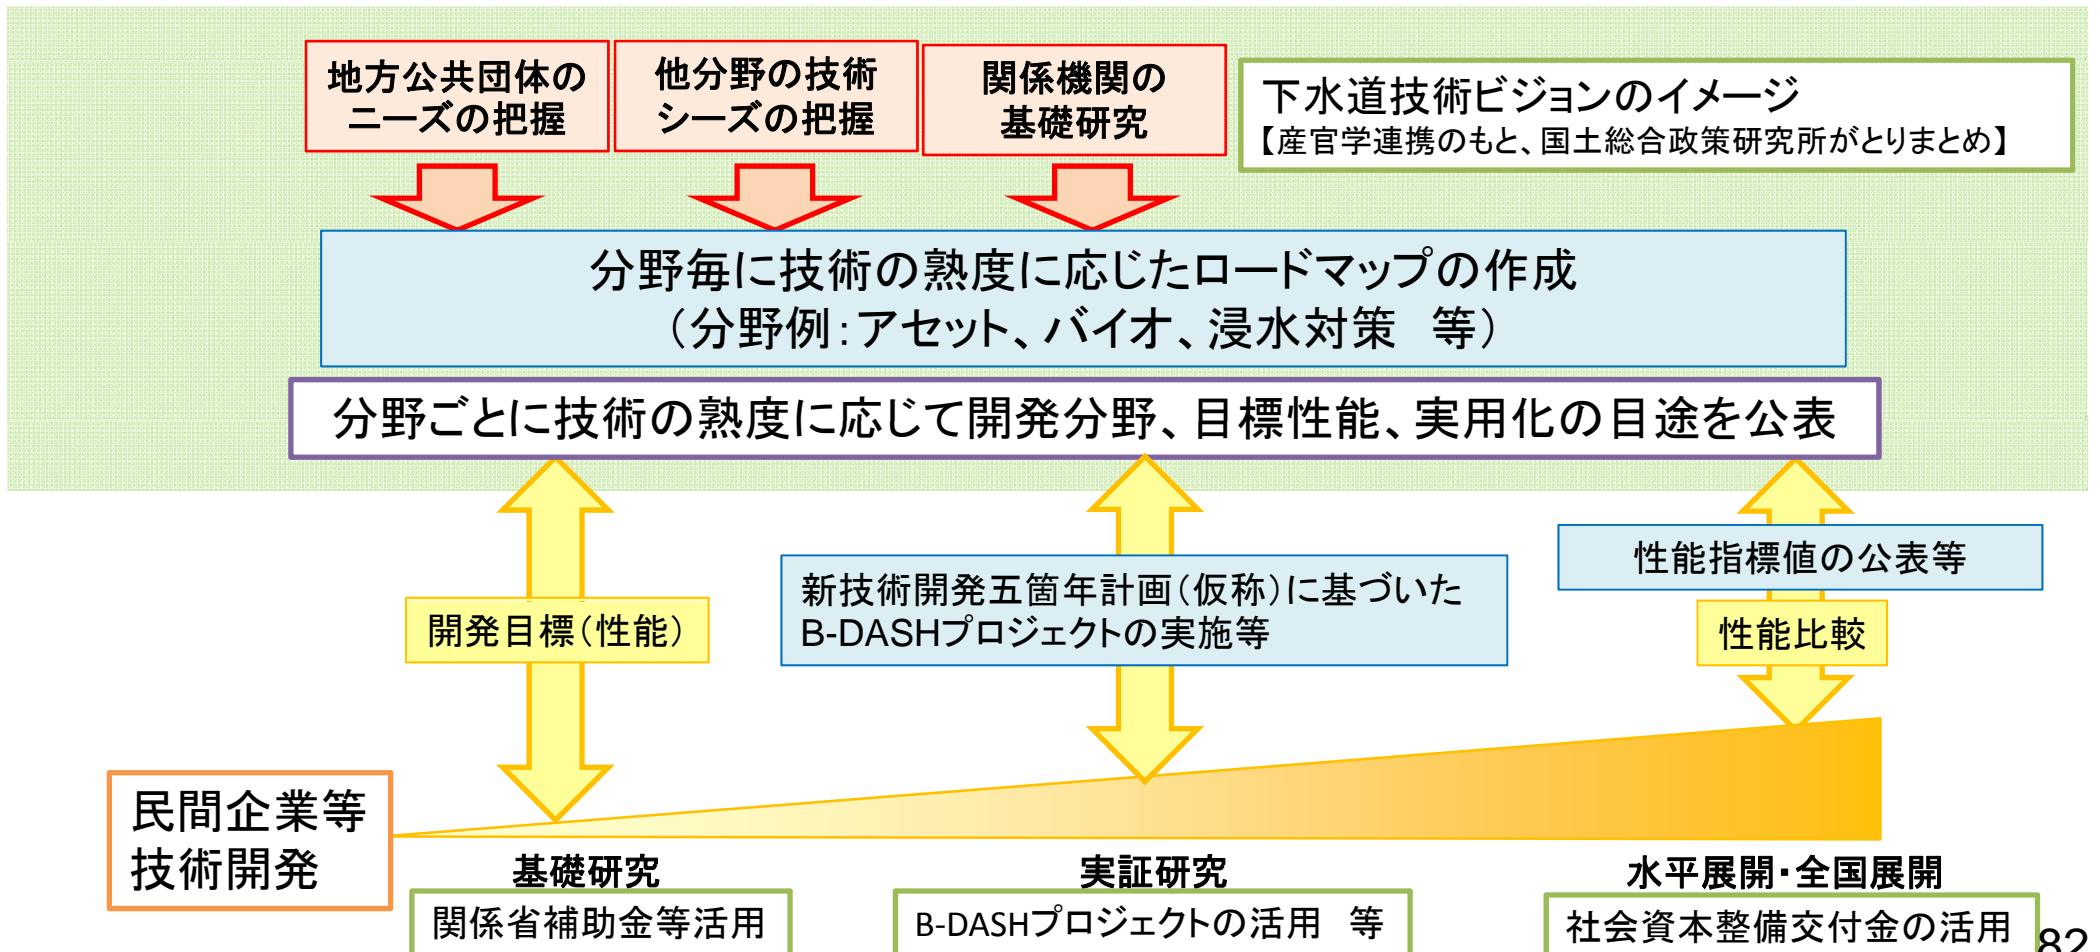 地方公共団体の
ニーズの把握
他分野の技術
シーズの把握
関係機関の
基礎研究
下水道技術ビジョンのイメージ
【産官学連携のもと、国土総合政策研究所がとりまとめ】
分野毎に技術の熟度に応じたロードマップの作成
（分野例：アセット、バイオ、浸水対策　等）
分野ごとに技術の熟度に応じて開発分野、目標性能、実用化の目途を公表
開発目標（性能）
新技術開発五箇年計画（仮称）に基づいた
B-DASHプロジェクトの実施等
性能指標値の公表等
性能比較
民間企業等
技術開発
基礎研究
関係省補助金等活用
実証研究
B-DASHプロジェクトの活用　等
水平展開・全国展開
社会資本整備交付金の活用
82